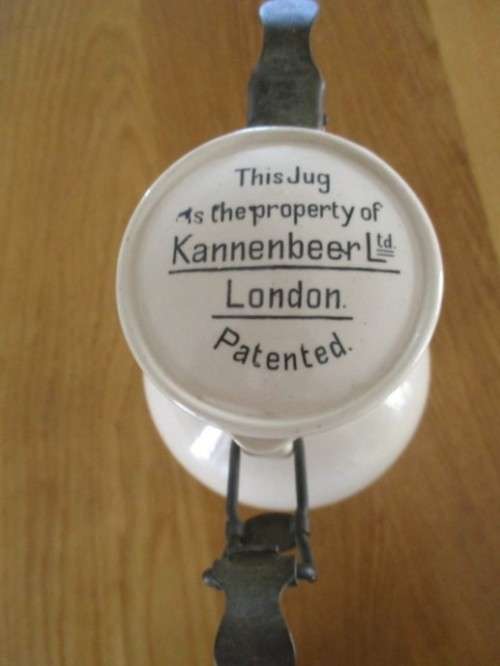 This Jug
is the property of
Kannenbeer Ltd.
London.
Patented.